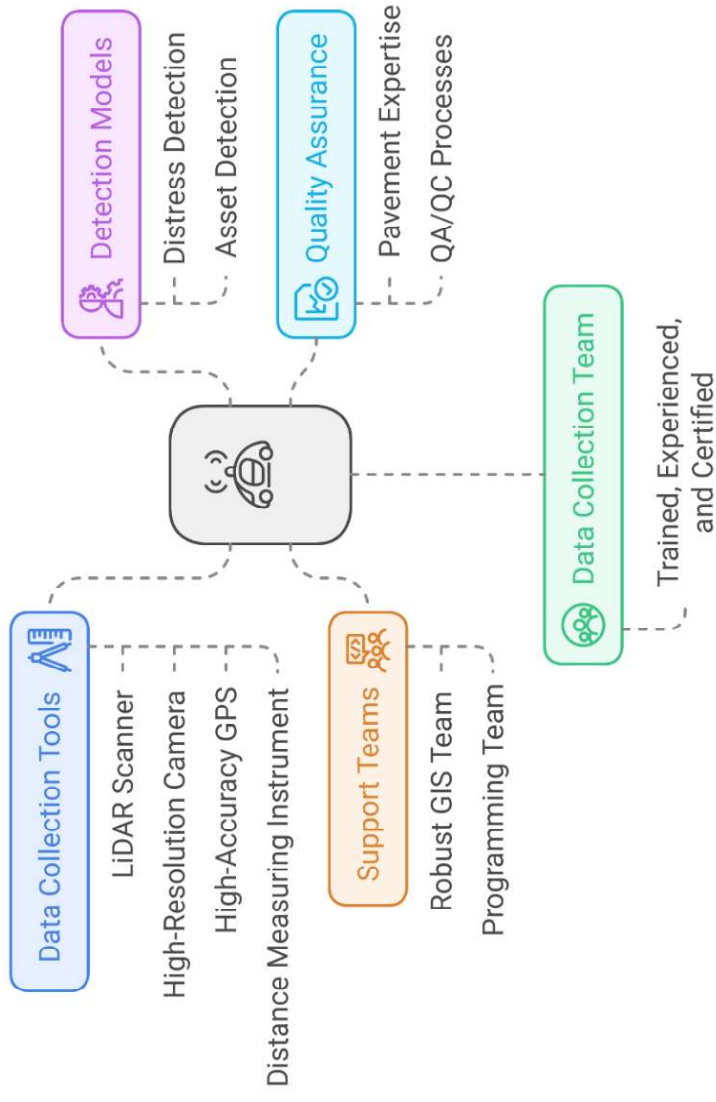 Data Collection Tools
LiDAR Scanner
High-Resolution Camera
High-Accuracy GPS
Distance Measuring Instrument
Support Teams
Robust GIS Team
Programming Team
Detection Models
Distress Detection
Asset Detection
Quality Assurance
Pavement Expertise
QA/QC Processes
Data Collection Team
Trained, Experienced,
and Certified